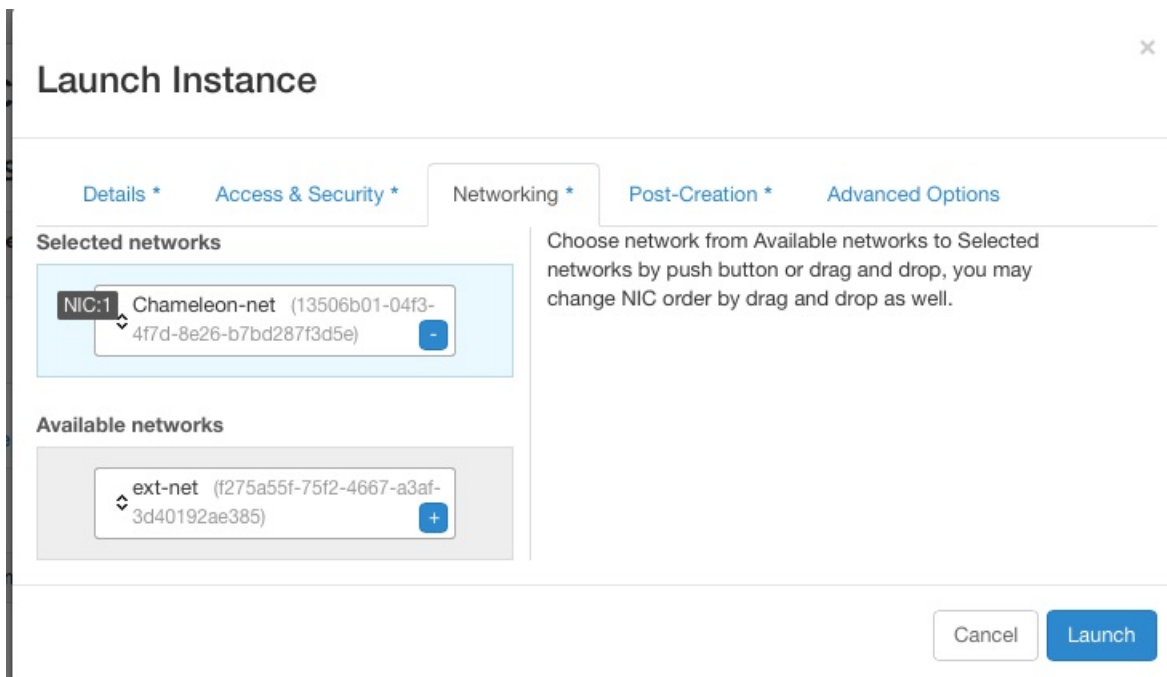 ×
Launch Instance
Details * Access & Security * Networking * Post-Creation * Advanced Options
Selected networks
NIC:1 Chameleon-net (13506b01-04f3-
4f7d-8e26-b7bd287f3d5e) -
Available networks
ext-net (f275a55f-75f2-4667-a3af-
3d40192ae385) +
Choose network from Available networks to Selected
networks by push button or drag and drop, you may
change NIC order by drag and drop as well.
Cancel Launch